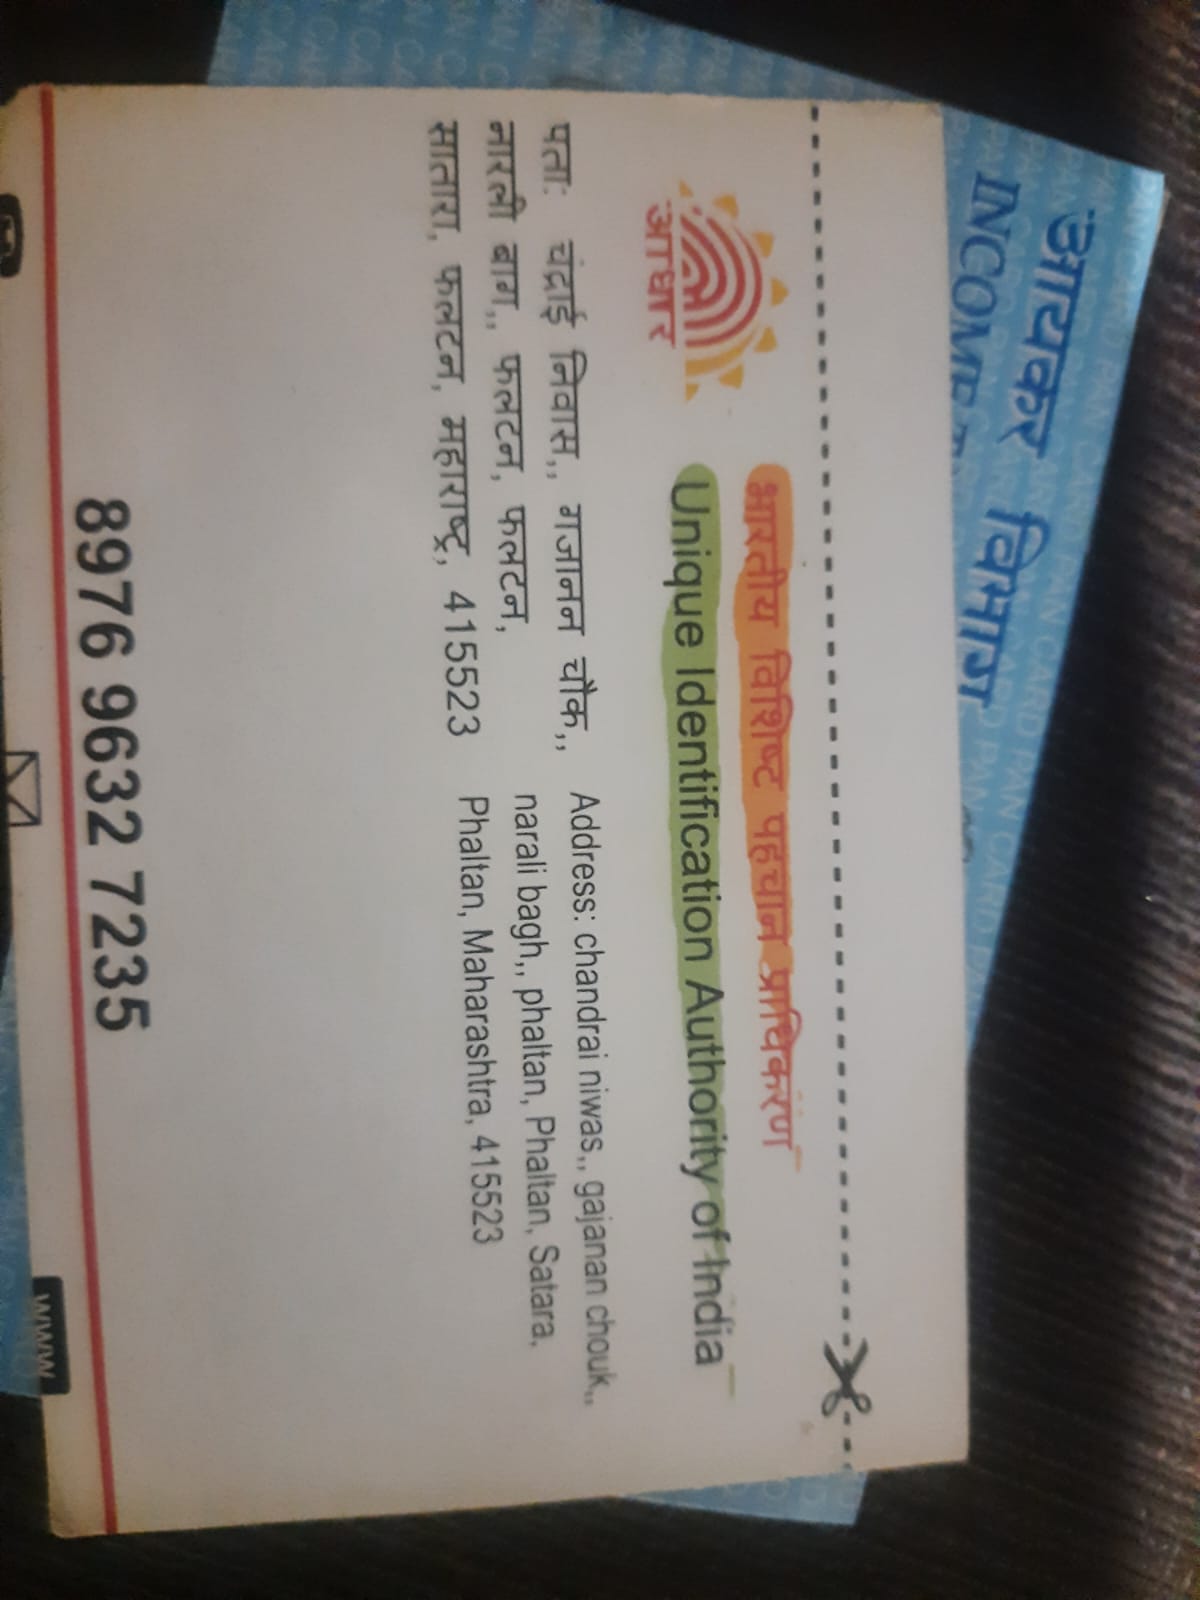 आयकर विभाग
INCOME
भारतीय विशिष्ट पहचान प्राधिकरण
Unique Identification Authority of India
आधार
पताः चंद्राई निवास,, गजानन चौक,,
नारली बाग,, फलटन, फलटन,
सातारा, फलटन, महाराष्ट्र, 415523
Address: chandrai niwas,, gajanan chouk,,
narali bagh,, phaltan, Phaltan, Satara,
Phaltan, Maharashtra, 415523
8976 9632 7235
www